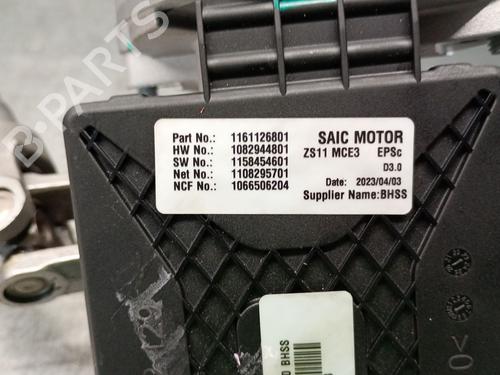 B-PARTS
Part No.: 1161126801
HW No.: 1082944801
SW No.: 1158454601
Net No.: 1108295701
NCF No.: 1066506204
SAIC MOTOR
ZS11 MCE3 EPSc
D3.0
Date: 2023/04/03
Supplier Name:BHSS
BHSS